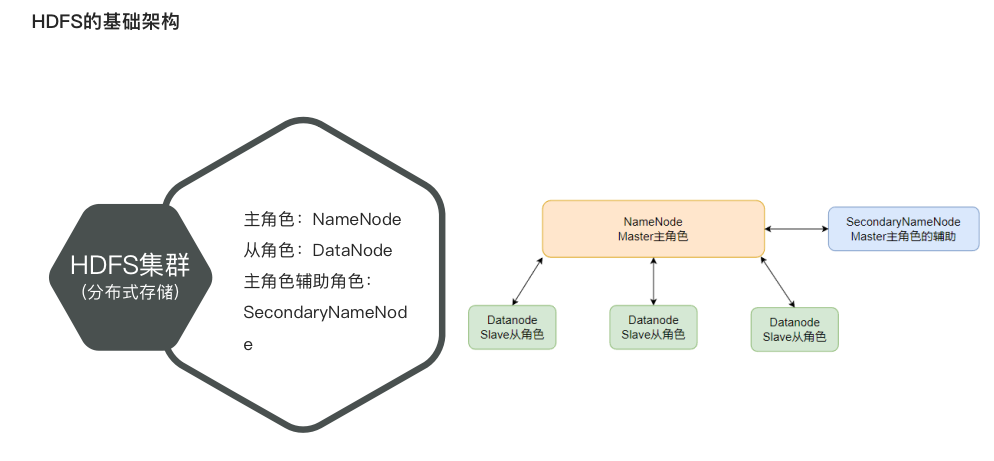 HDFS的基础架构
HDFS集群
(分布式存储)
主角色：NameNode
从角色：DataNode
主角色辅助角色：
SecondaryNameNod
e
NameNode
Master主角色
SecondaryNameNode
Master主角色的辅助
Datanode
Slave从角色
Datanode
Slave从角色
Datanode
Slave从角色